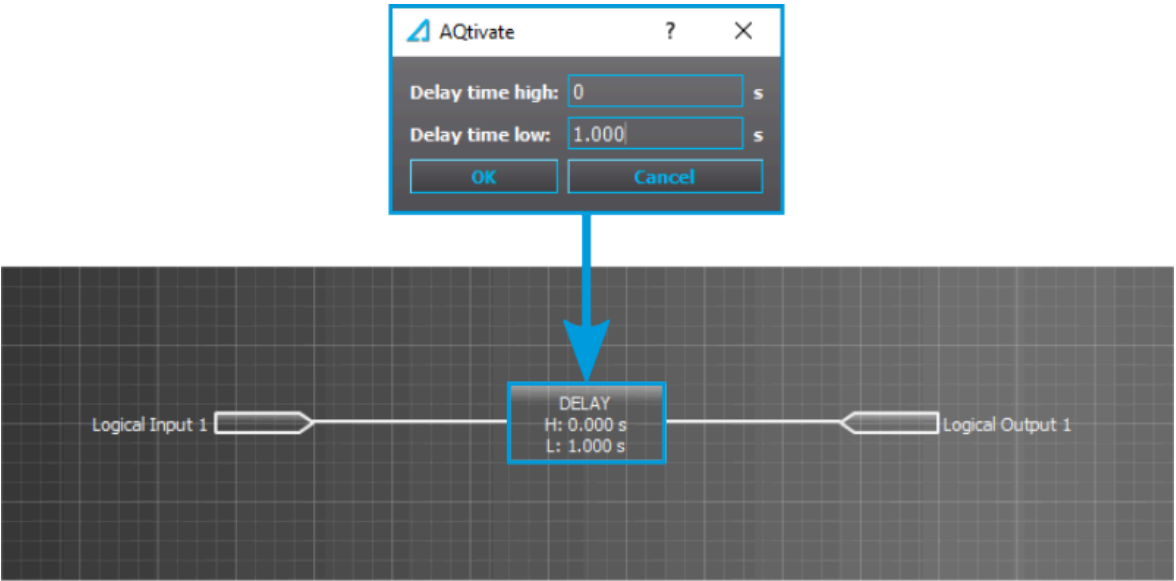 AQtivate ?
Delay time high: 0 s
Delay time low: 1.000 s
OK Cancel
DELAY
Logical Input 1 H: 0.000 s Logical Output 1
L: 1.000 s